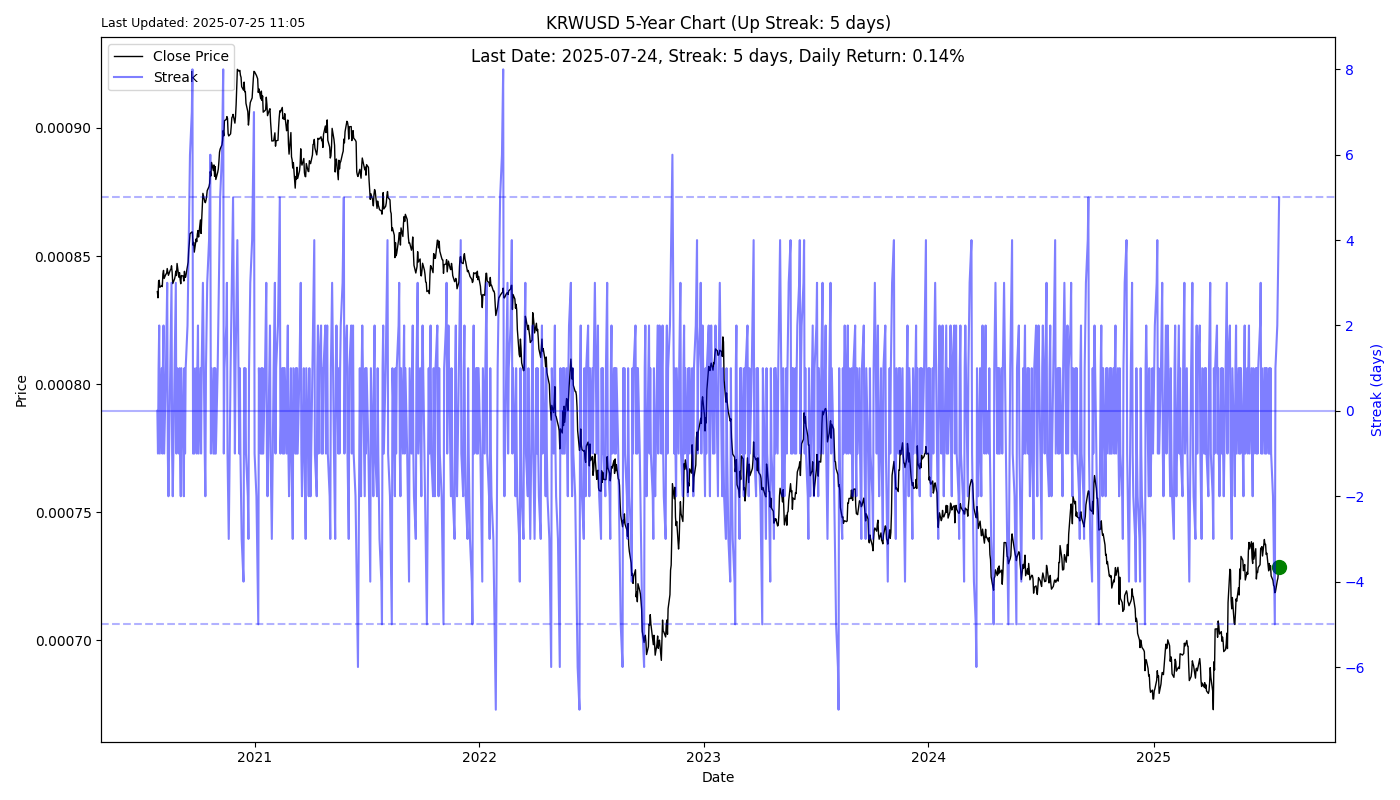 Last Updated: 2025-07-25 11:05
KRWUSD 5-Year Chart (Up Streak: 5 days)
Last Date: 2025-07-24, Streak: 5 days, Daily Return: 0.14%
Close Price
Streak
0.00090
0.00085
0.00080
0.00075
0.00070
Price
8
6
4
2
0
−2
−4
−6
Streak (days)
2021
2022
2023
2024
2025
Date